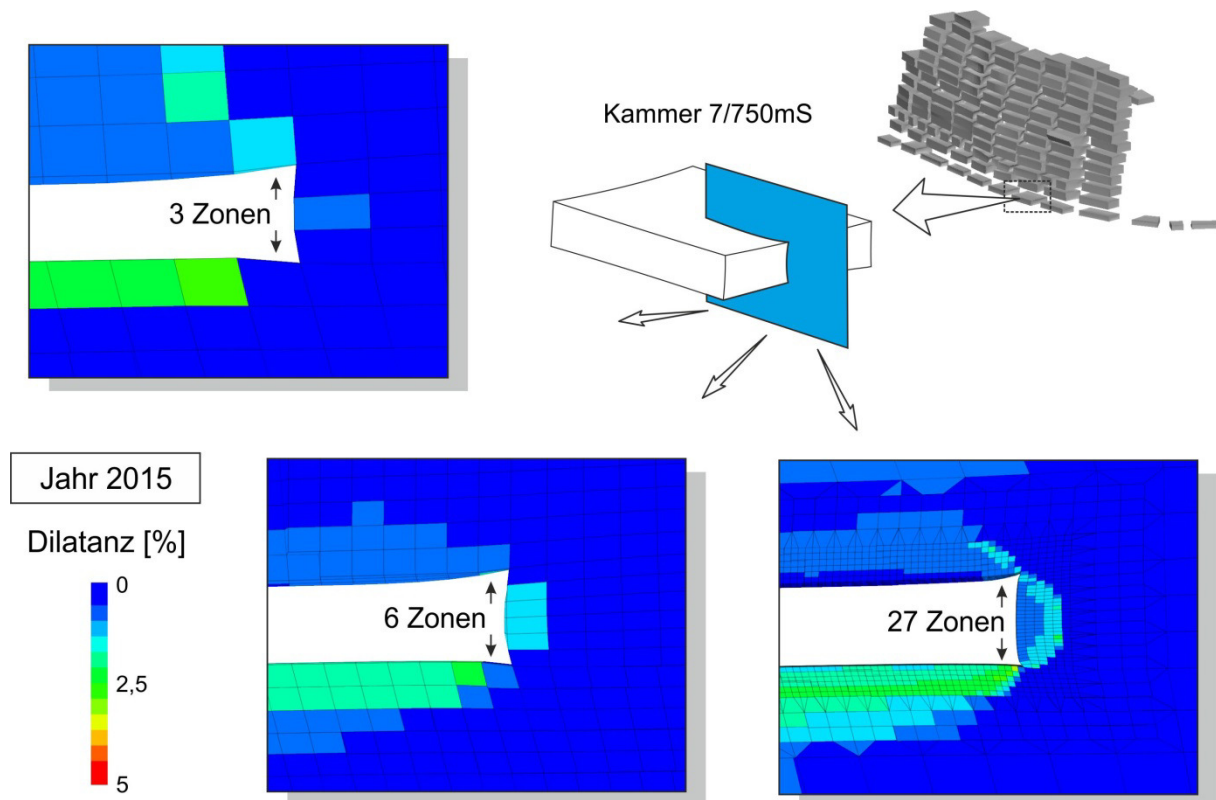 Kammer 7/750mS
3 Zonen
Jahr 2015
Dilatanz [%]
0
2,5
5
6 Zonen
27 Zonen